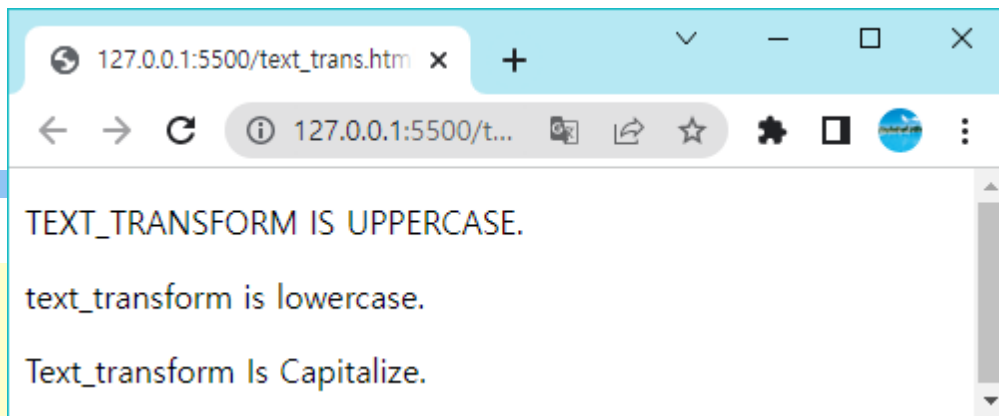 127.0.0.1:5500/text_trans.htm
127.0.0.1:5500/t...
TEXT_TRANSFORM IS UPPERCASE.
text_transform is lowercase.
Text_transform Is Capitalize.